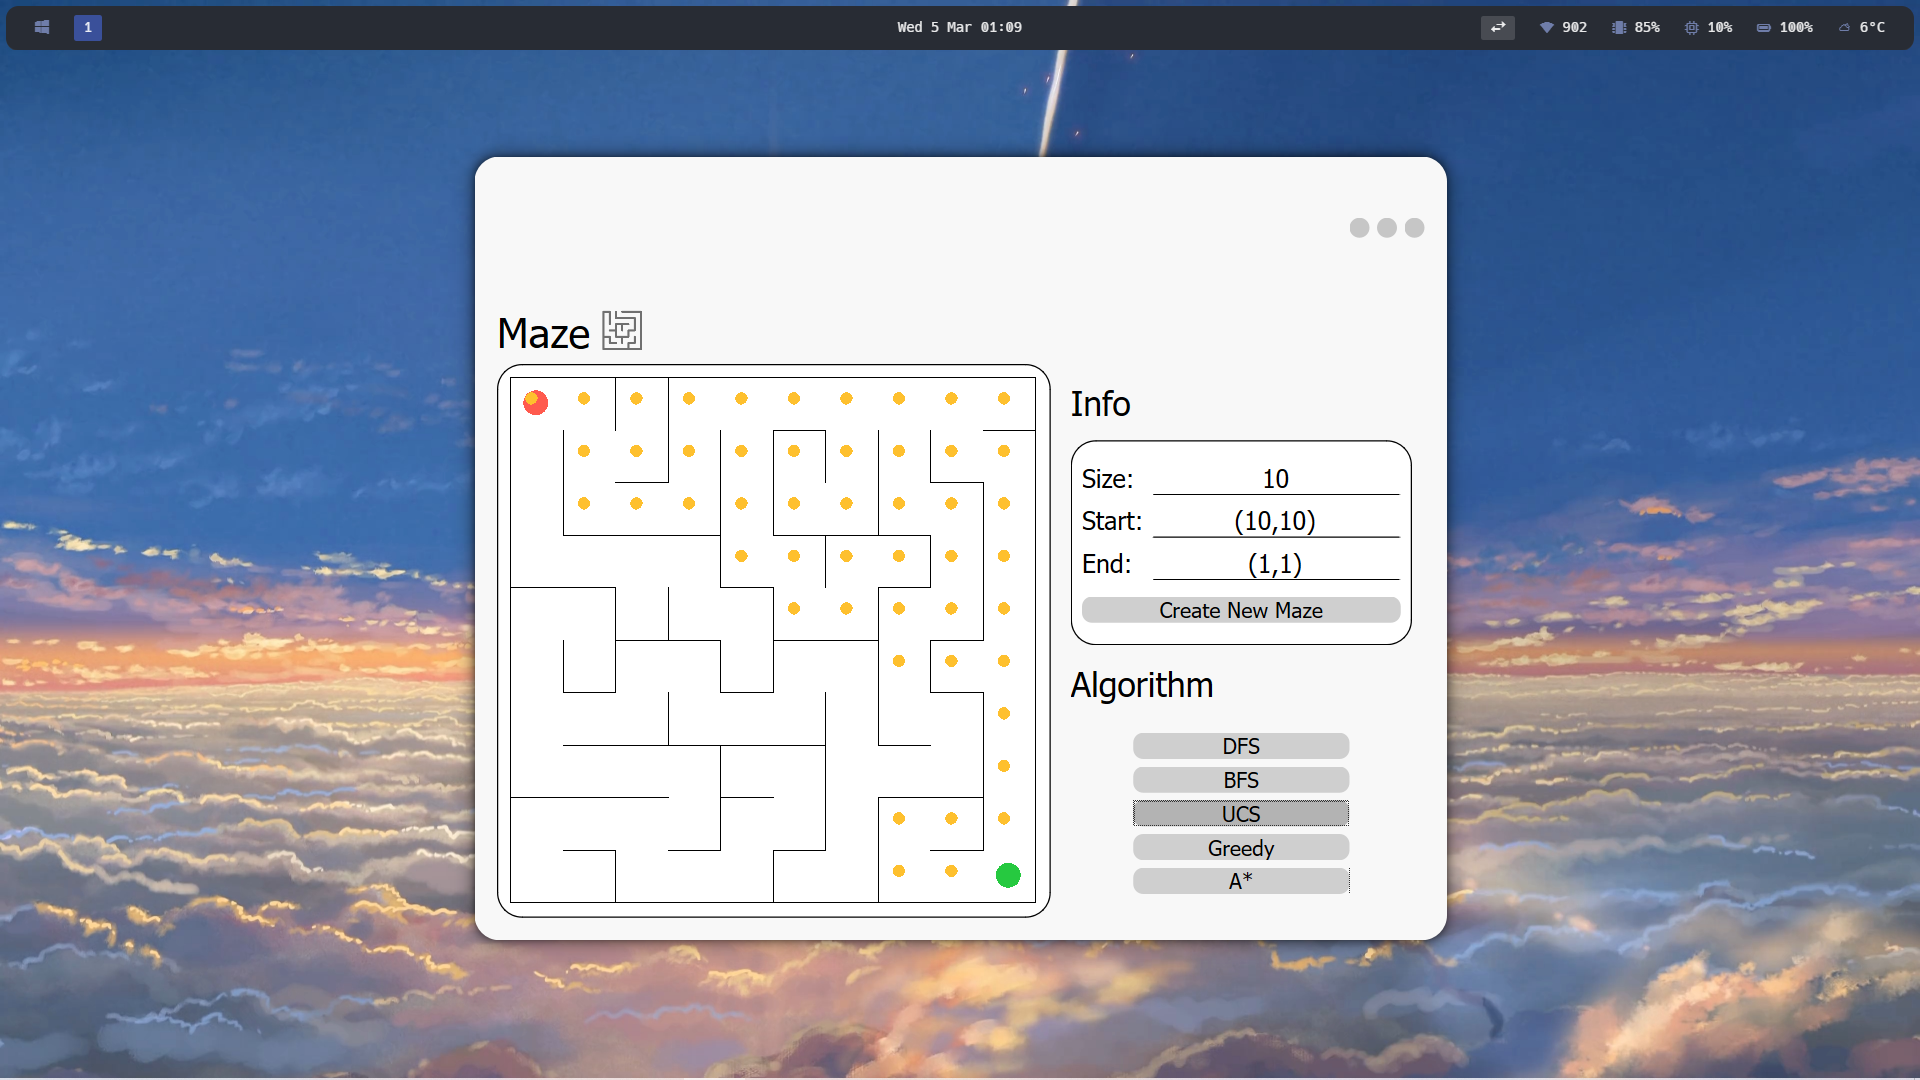 1
Wed 5 Mar 01:09
902
85%
10%
100%
6°C
Maze
Info
Size: 10
Start: (10,10)
End: (1,1)
Create New Maze
Algorithm
DFS
BFS
UCS
Greedy
A*